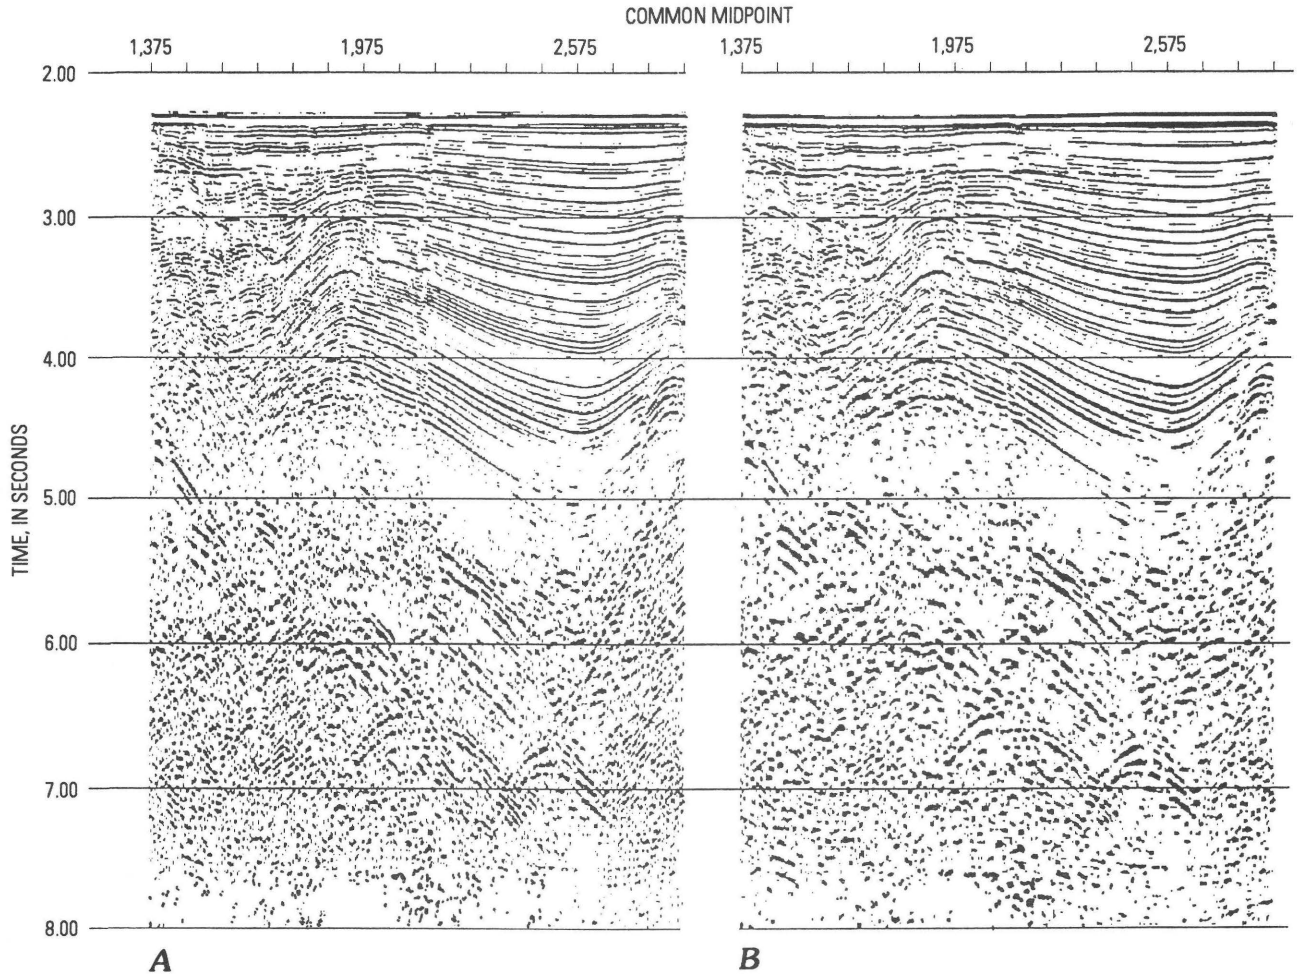 COMMON MIDPOINT
1,375 1,975 2,575 1,375 1,975 2,575
2.00
3.00
4.00
5.00
6.00
7.00
8.00
TIME, IN SECONDS
A B